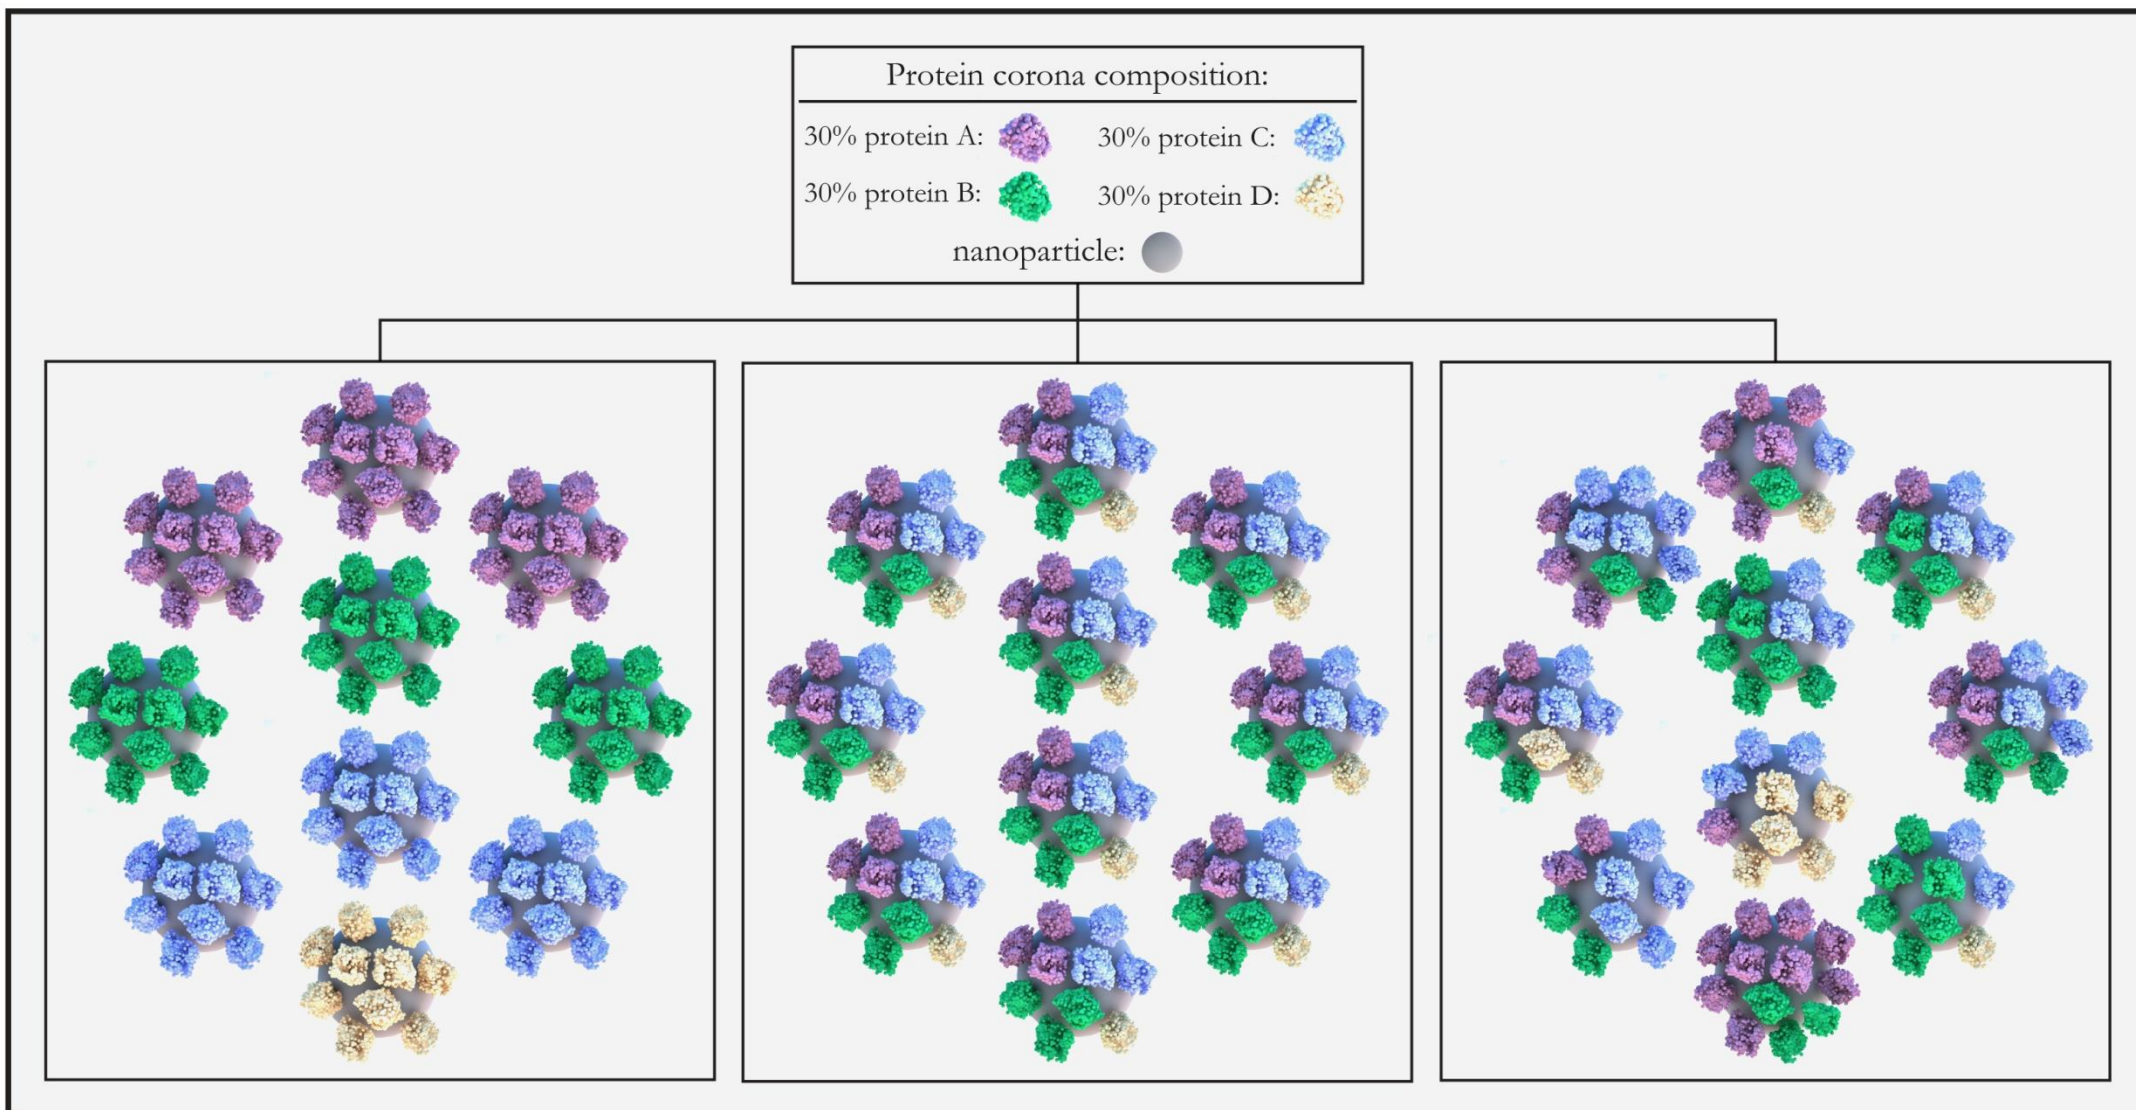 Protein corona composition:
30% protein A:
30% protein C:
30% protein B:
30% protein D:
nanoparticle: